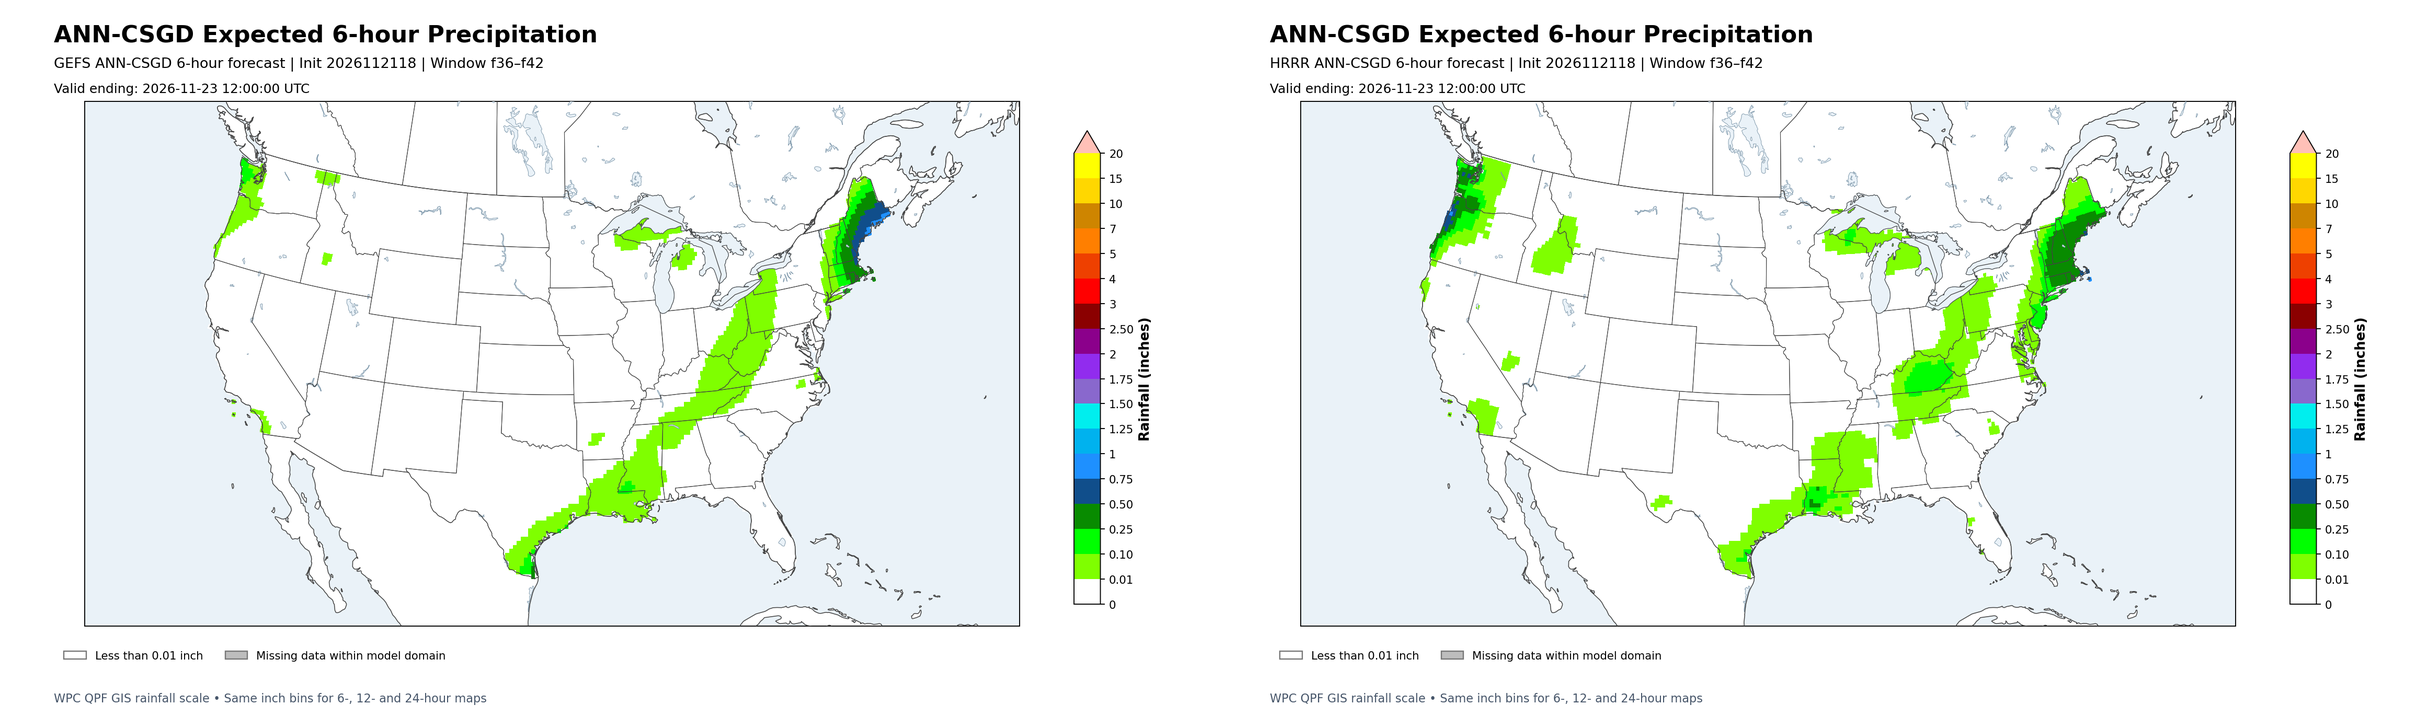 ANN-CSGD Expected 6-hour Precipitation
GEFS ANN-CSGD 6-hour forecast | Init 2026112118 | Window f36–f42
Valid ending: 2026-11-23 12:00:00 UTC
20
15
10
7
5
4
3
2.50
2
1.75
1.50
1.25
1
0.75
0.50
0.25
0.10
0.01
0
Rainfall (inches)
Less than 0.01 inch
Missing data within model domain
WPC QPF GIS rainfall scale • Same inch bins for 6-, 12- and 24-hour maps
ANN-CSGD Expected 6-hour Precipitation
HRRR ANN-CSGD 6-hour forecast | Init 2026112118 | Window f36–f42
Valid ending: 2026-11-23 12:00:00 UTC
20
15
10
7
5
4
3
2.50
2
1.75
1.50
1.25
1
0.75
0.50
0.25
0.10
0.01
0
Rainfall (inches)
Less than 0.01 inch
Missing data within model domain
WPC QPF GIS rainfall scale • Same inch bins for 6-, 12- and 24-hour maps